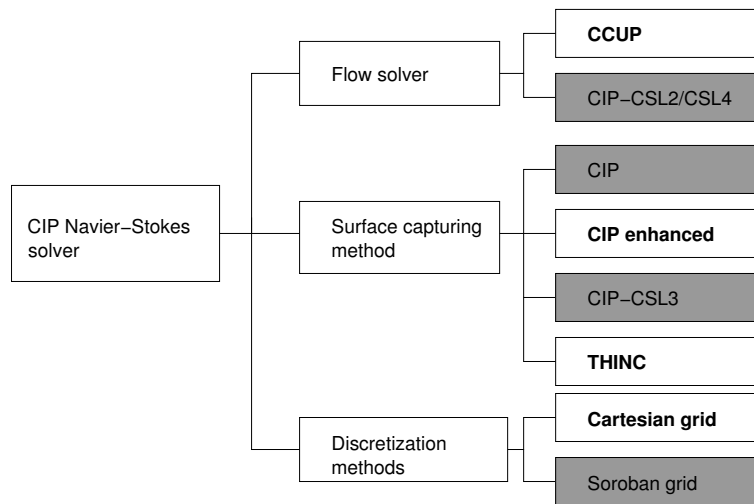 CCUP
Flow solver
CIP−CSL2/CSL4
CIP
CIP Navier−Stokes
solver
Surface capturing
method
CIP enhanced
CIP−CSL3
THINC
Cartesian grid
Discretization
methods
Soroban grid